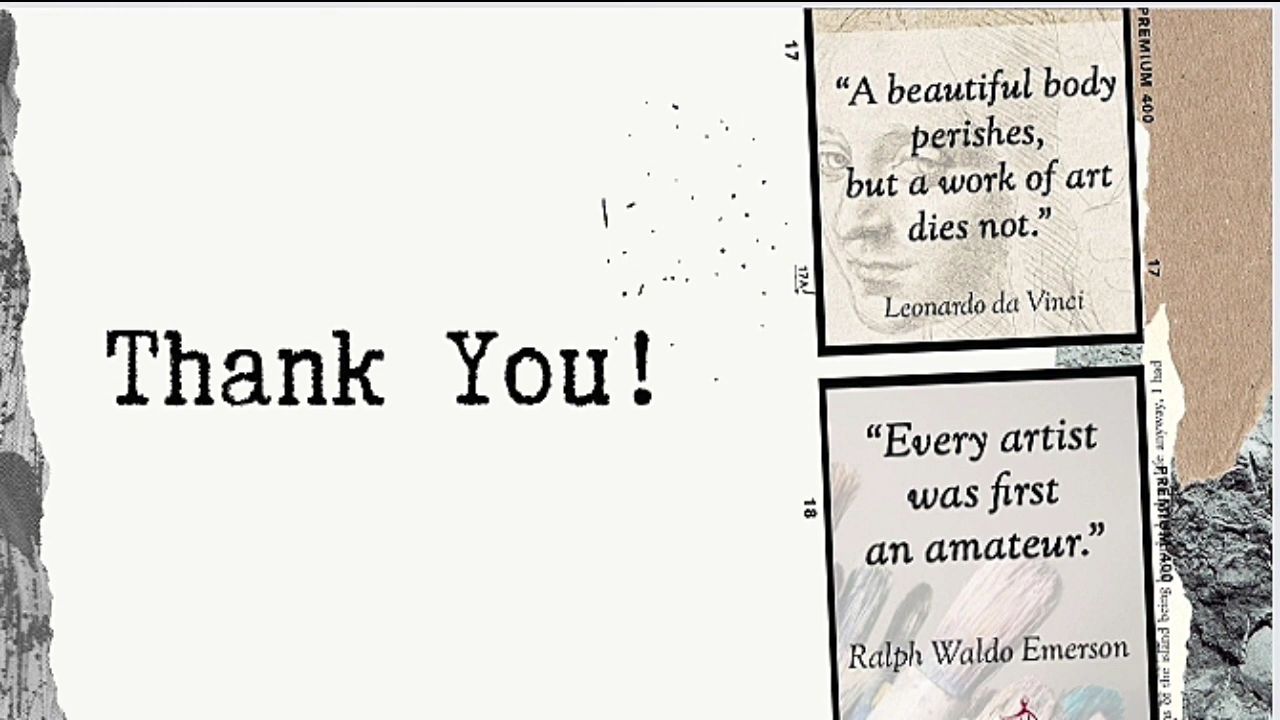 Thank You!
17
“A beautiful body
perishes,
but a work of art
dies not.”
Leonardo da Vinci
17A
PREMIUM 400
17
18
“Every artist
was first
an amateur.”
Ralph Waldo Emerson
PREMIUM 400